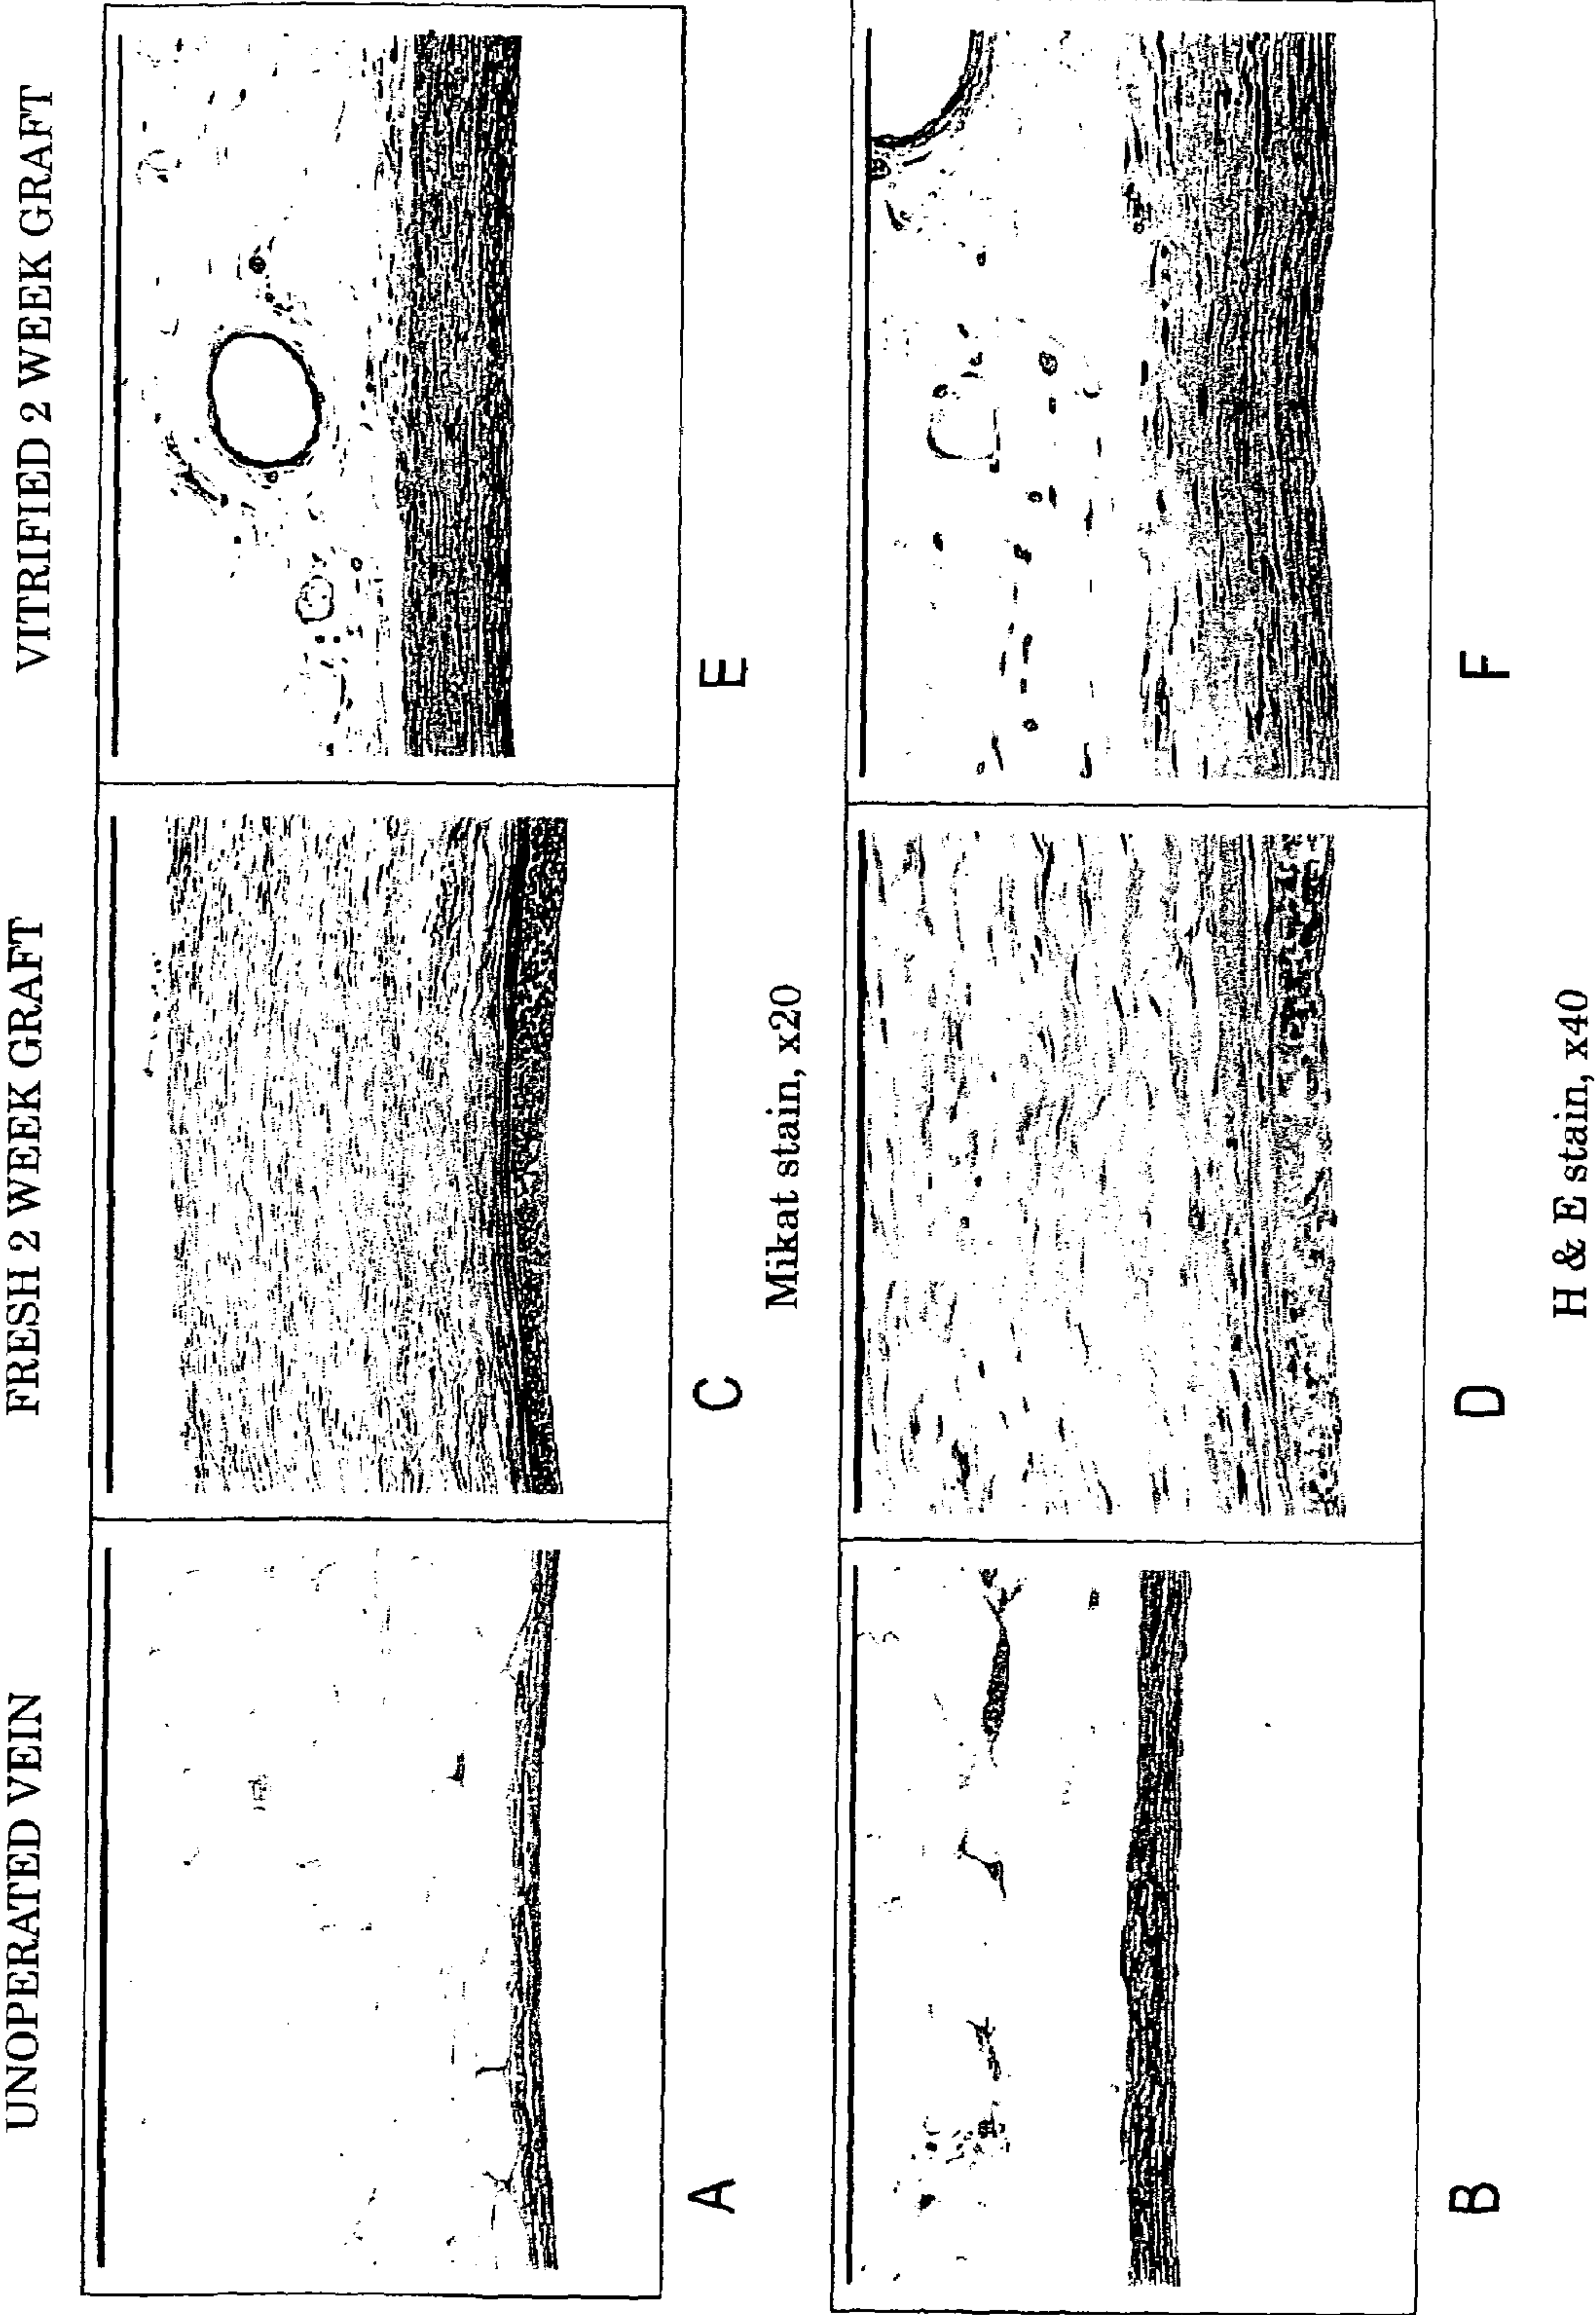 UNOPERATED VEIN
FRESH 2 WEEK GRAFT
VITRIFIED 2 WEEK GRAFT
A
C
E
Mikat stain, x20
B
D
F
H & E stain, x40